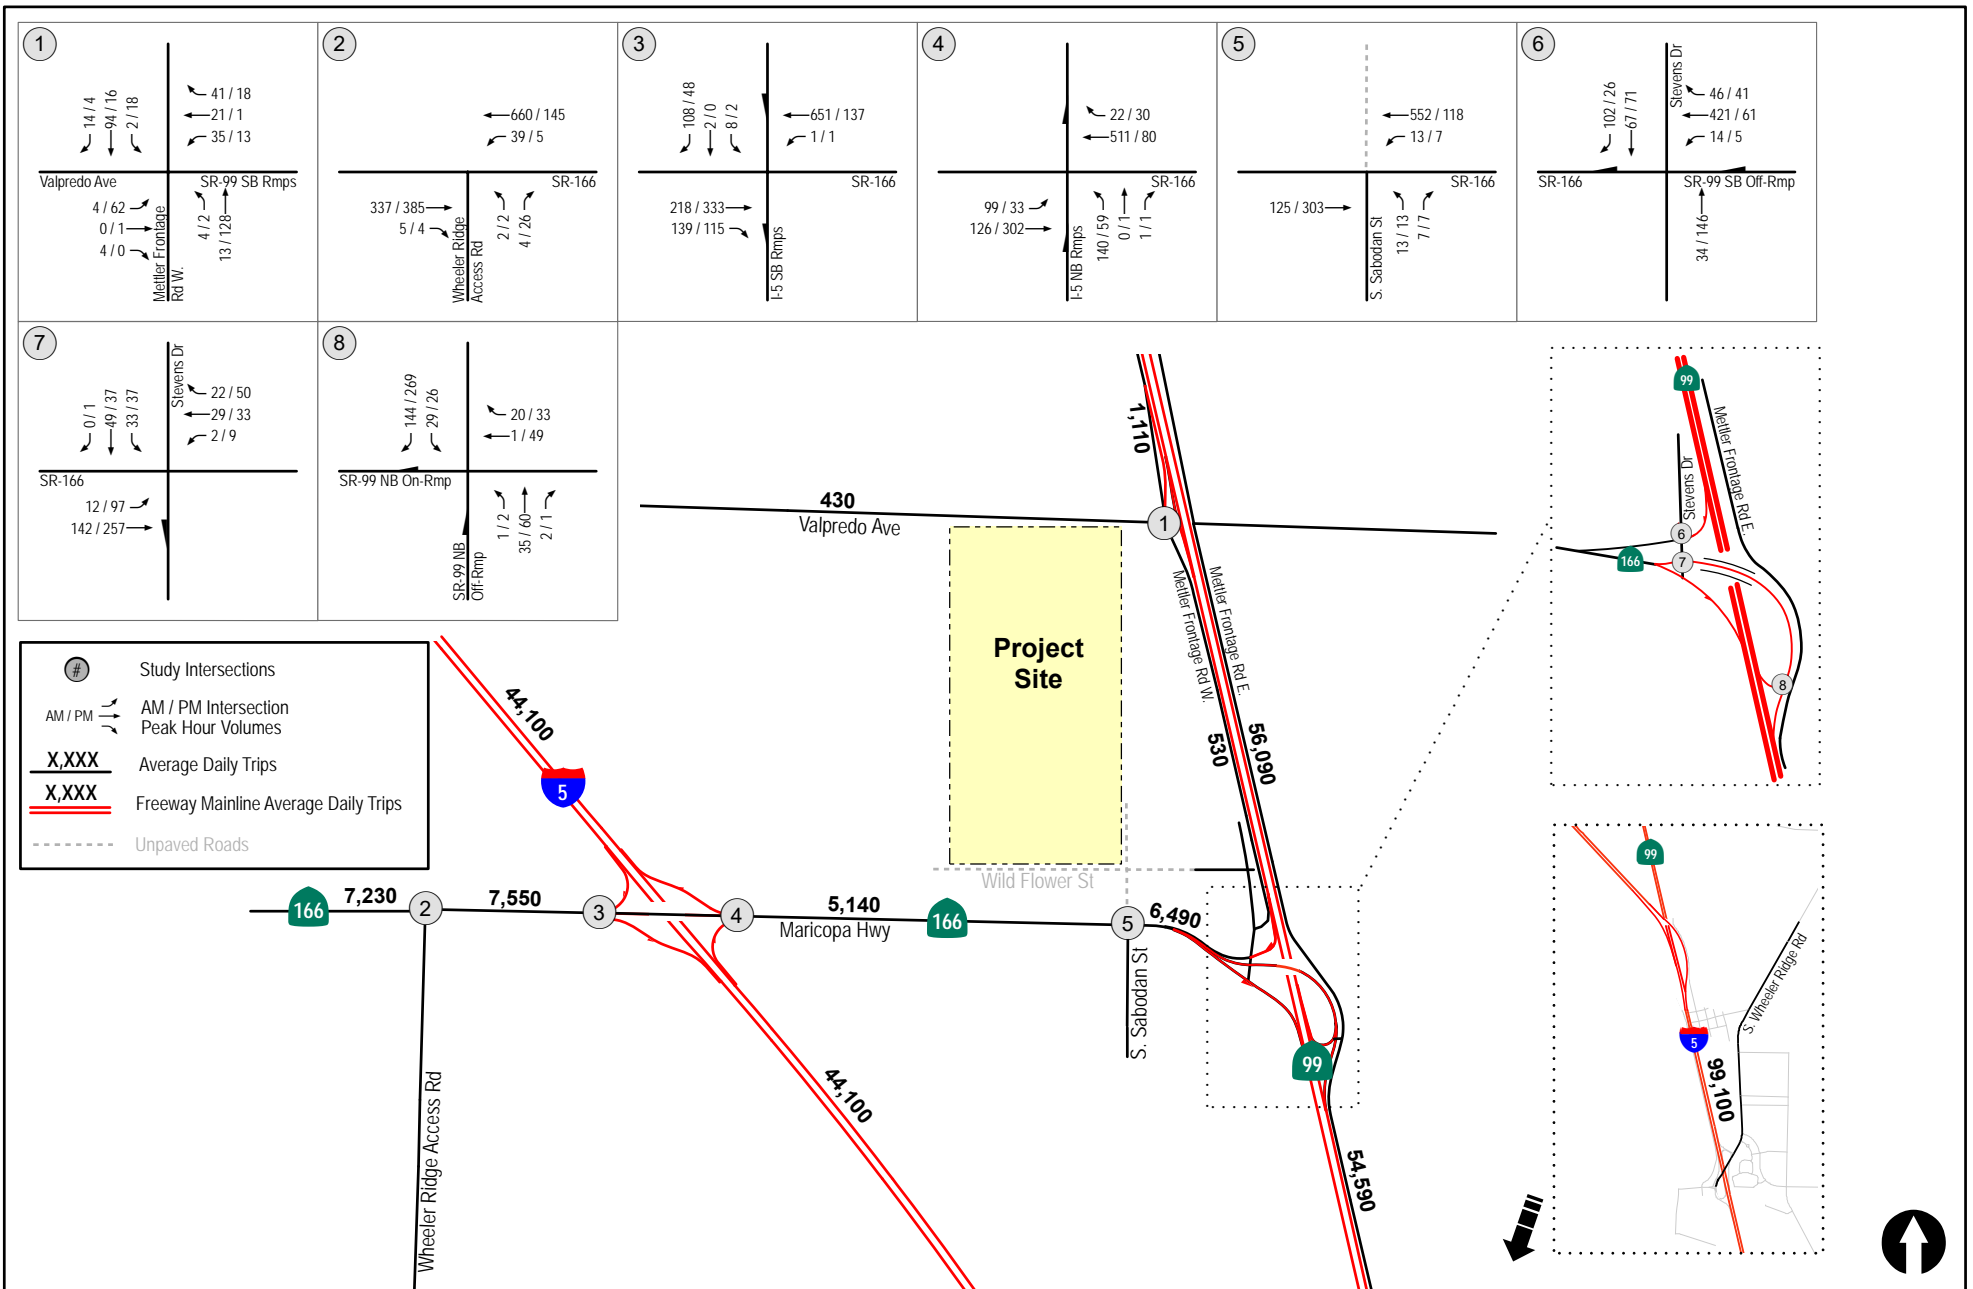 1
14 / 4
94 / 16
2 / 18
41 / 18
21 / 1
35 / 13
Valpredo Ave
SR-99 SB Rmps
4 / 62
0 / 1
4 / 0
Mettler Frontage
Rd W.
4 / 2
13 / 128
2
660 / 145
39 / 5
SR-166
337 / 385
5 / 4
Wheeler Ridge
Access Rd
2 / 2
4 / 26
3
108 / 48
2 / 0
8 / 2
651 / 137
1 / 1
SR-166
218 / 333
139 / 115
I-5 SB Rmps
4
22 / 30
511 / 80
SR-166
99 / 33
126 / 302
I-5 NB Rmps
140 / 59
0 / 1
1 / 1
5
552 / 118
13 / 7
SR-166
125 / 303
S. Sabodan St
13 / 13
7 / 7
6
102 / 26
67 / 71
Stevens Dr
46 / 41
421 / 61
14 / 5
SR-166
SR-99 SB Off-Rmp
34 / 146
7
0 / 1
49 / 37
33 / 37
Stevens Dr
22 / 50
29 / 33
2 / 9
SR-166
12 / 97
142 / 257
8
144 / 269
29 / 26
20 / 33
1 / 49
SR-99 NB On-Rmp
SR-99 NB
Off-Rmp
1 / 2
35 / 60
2 / 1
#
Study Intersections
AM / PM
AM / PM Intersection
Peak Hour Volumes
X,XXX
Average Daily Trips
X,XXX
Freeway Mainline Average Daily Trips
Unpaved Roads
1,110
430
Valpredo Ave
1
Project
Site
Mettler Frontage Rd W.
Mettler Frontage Rd E.
530
56,090
44,100
5
Wild Flower St
166
7,230
2
7,550
3
4
5,140
Maricopa Hwy
166
5
6,490
S. Sabodan St
99
44,100
54,590
Wheeler Ridge Access Rd
99
Mettler Frontage Rd E.
Stevens Dr
6
166
7
8
99
S. Wheeler Ridge Rd
5
99,100